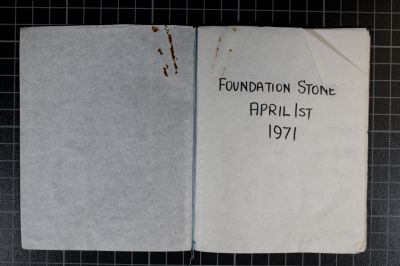 FOUNDATION STONE
APRIL 1ST
1971